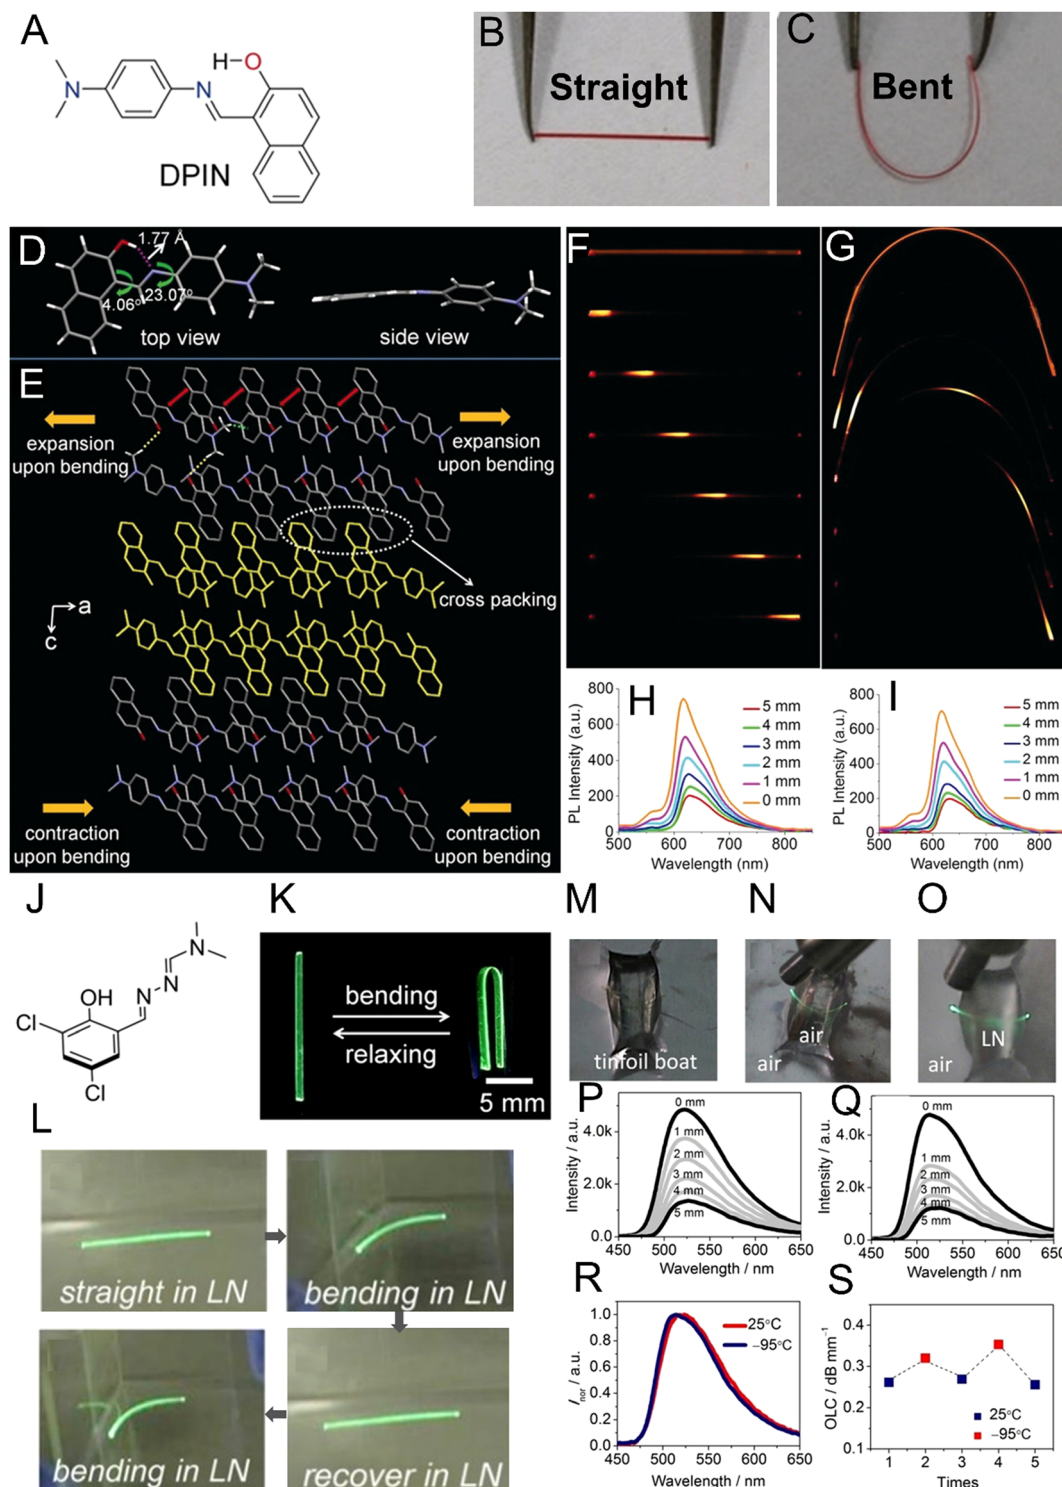 A
H
O
N
N
DPIN
B
Straight
C
Bent
D
1.77 Å
4.06°
23.07°
top view
side view
E
expansion
upon bending
expansion
upon bending
cross packing
a
c
contraction
upon bending
contraction
upon bending
F
G
H
800
600
400
200
0
PL Intensity (a.u.)
5 mm
4 mm
3 mm
2 mm
1 mm
0 mm
500 600 700 800
Wavelength (nm)
I
800
600
400
200
0
PL Intensity (a.u.)
5 mm
4 mm
3 mm
2 mm
1 mm
0 mm
500 600 700 800
Wavelength (nm)
J
N
N
N
OH
Cl
Cl
K
bending
relaxing
5 mm
L
straight in LN
bending in LN
bending in LN
recover in LN
M
tinfoil boat
N
air
air
O
LN
air
P
4.0k
2.0k
0.0
Intensity / a.u.
0 mm
1 mm
2 mm
3 mm
4 mm
5 mm
450 500 550 600 650
Wavelength / nm
Q
4.0k
2.0k
0.0
Intensity / a.u.
0 mm
1 mm
2 mm
3 mm
4 mm
5 mm
450 500 550 600 650
Wavelength / nm
R
1.0
0.8
0.6
0.4
0.2
0.0
Inor / a.u.
25°C
−95°C
450 500 550 600 650
Wavelength / nm
S
0.4
0.3
0.2
0.1
OLC / dB mm⁻¹
25°C
−95°C
1 2 3 4 5
Times